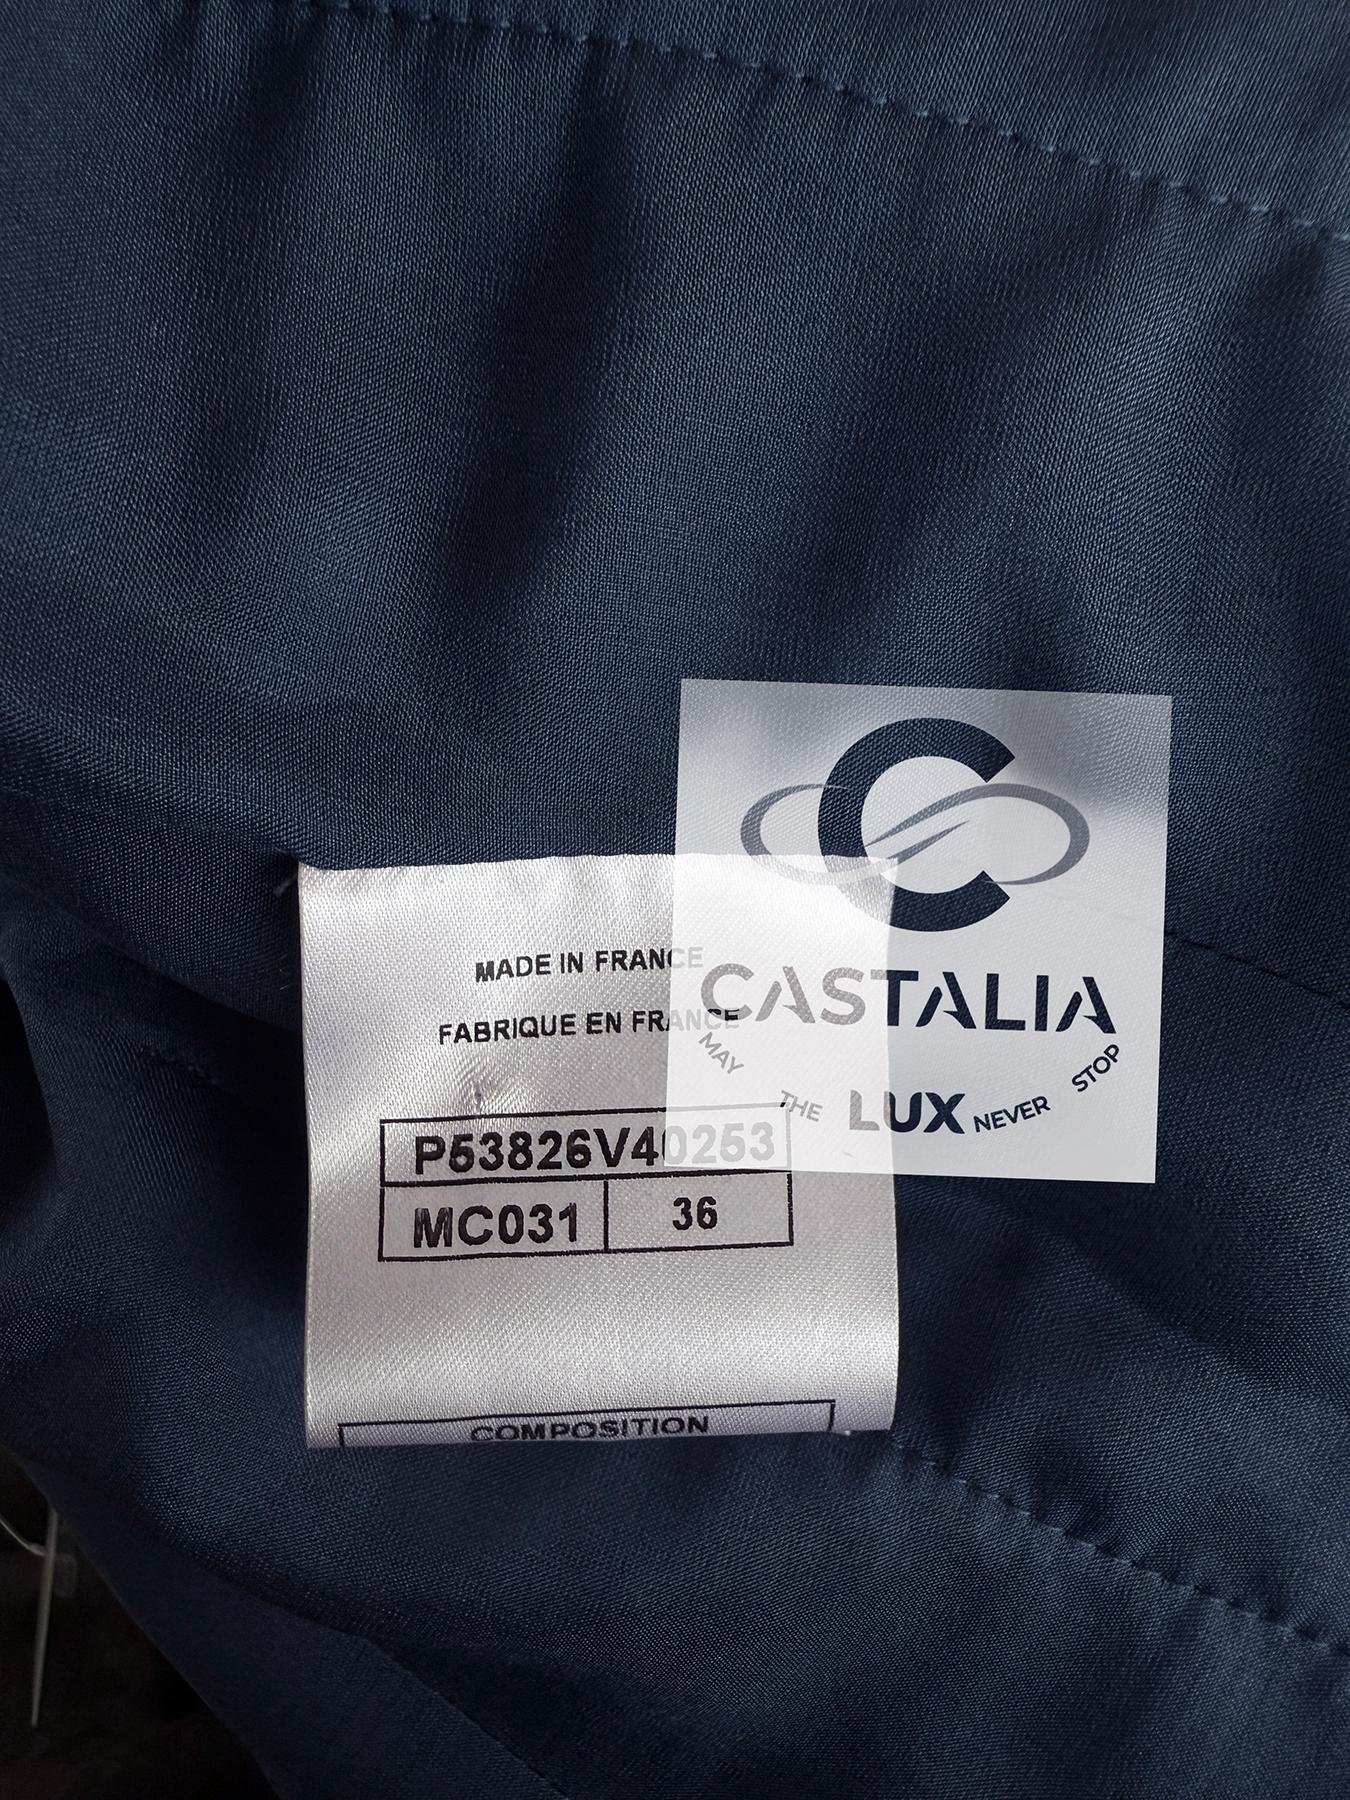 MADE IN FRANCE
FABRIQUE EN FRANCE
P53826V40253
MC031 36
COMPOSITION
C
CASTALIA
MAY THE LUX NEVER STOP